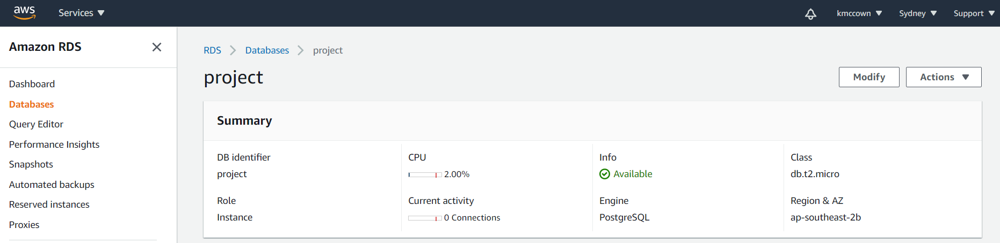 aws Services kmccown Sydney Support
Amazon RDS
Dashboard
Databases
Query Editor
Performance Insights
Snapshots
Automated backups
Reserved instances
Proxies
RDS Databases project
project Modify Actions
Summary
DB identifier CPU Info Class
project 2.00% Available db.t2.micro
Role Current activity Engine Region & AZ
Instance 0 Connections PostgreSQL ap-southeast-2b